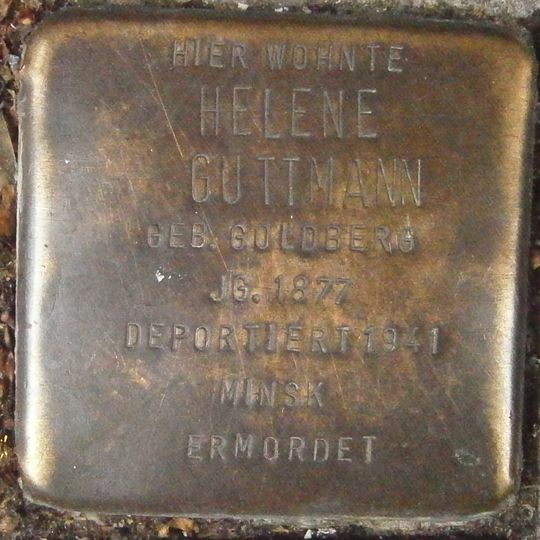 HIER WOHNTE
HELENE
GUTTMANN
GEB. GOLDBERG
JG. 1877
DEPORTIERT 1941
MINSK
ERMORDET